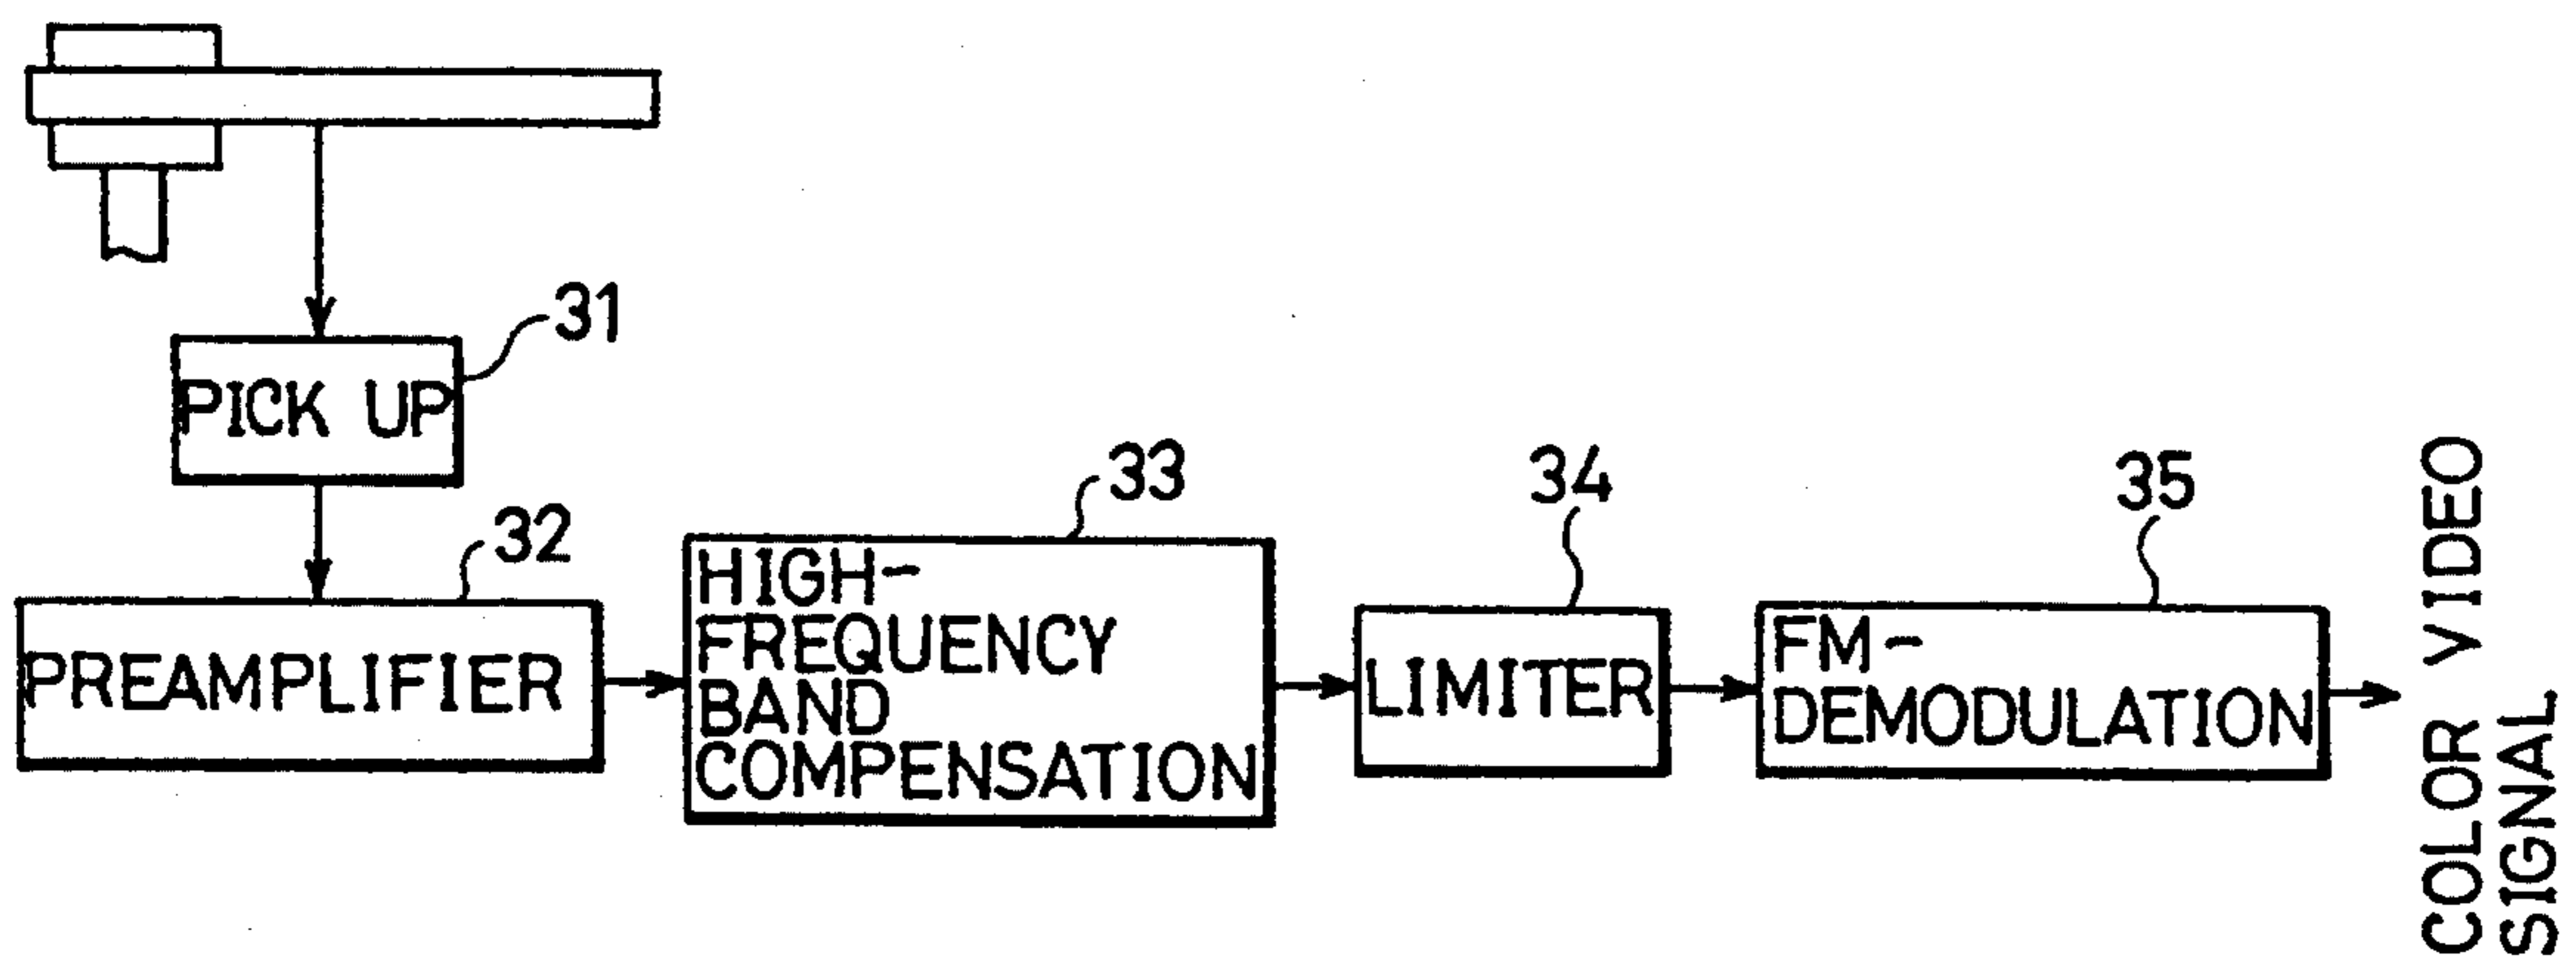 31
PICK UP
32
PREAMPLIFIER
33
HIGH-
FREQUENCY
BAND
COMPENSATION
34
LIMITER
35
FM-
DEMODULATION
COLOR VIDEO
SIGNAL